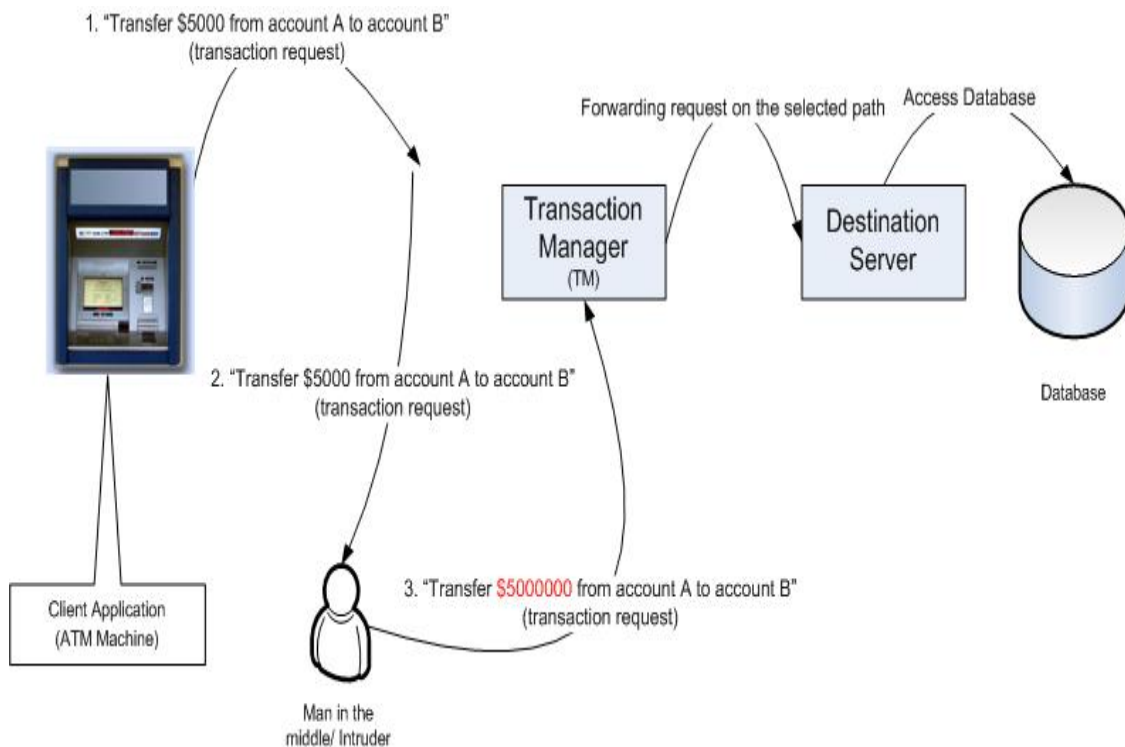 1. “Transfer $5000 from account A to account B”
(transaction request)
Forwarding request on the selected path
Access Database
Transaction
Manager
(TM)
Destination
Server
2. “Transfer $5000 from account A to account B”
(transaction request)
Database
3. “Transfer $5000000 from account A to account B”
(transaction request)
Client Application
(ATM Machine)
Man in the
middle/ Intruder